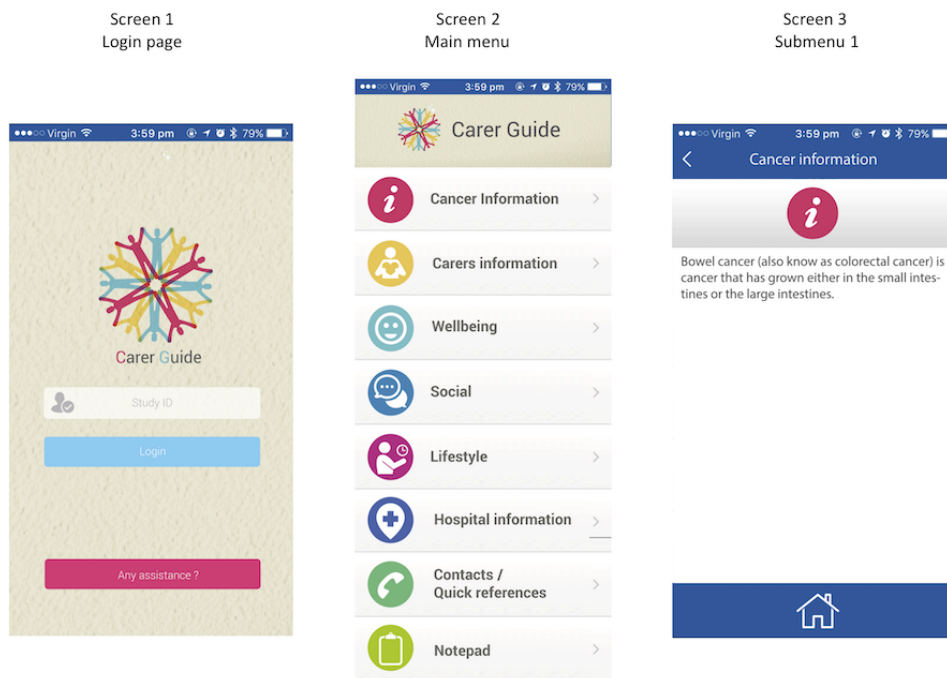 Screen 1
Login page
Screen 2
Main menu
Screen 3
Submenu 1
Virgin 3:59 pm 79%
Carer Guide
Study ID
Login
Any assistance ?
Virgin 3:59 pm 79%
Carer Guide
Cancer Information
Carers information
Wellbeing
Social
Lifestyle
Hospital information
Contacts /
Quick references
Notepad
Virgin 3:59 pm 79%
Cancer information
Bowel cancer (also know as colorectal cancer) is
cancer that has grown either in the small intes-
tines or the large intestines.